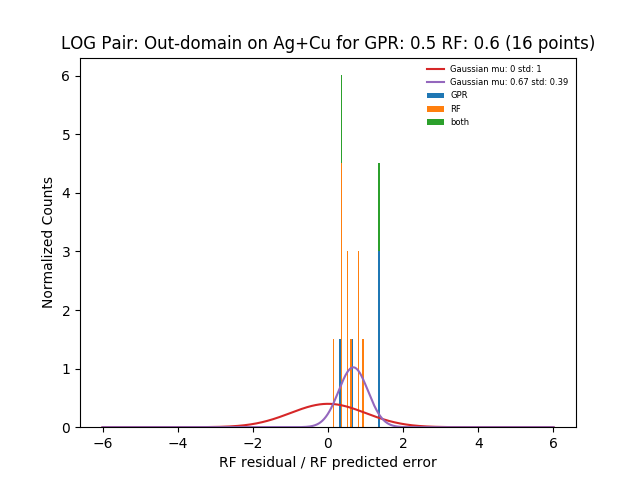 LOG Pair: Out-domain on Ag+Cu for GPR: 0.5 RF: 0.6 (16 points)
Gaussian mu: 0 std: 1
Gaussian mu: 0.67 std: 0.39
GPR
RF
both
Normalized Counts
6
5
4
3
2
1
0
−6 −4 −2 0 2 4 6
RF residual / RF predicted error